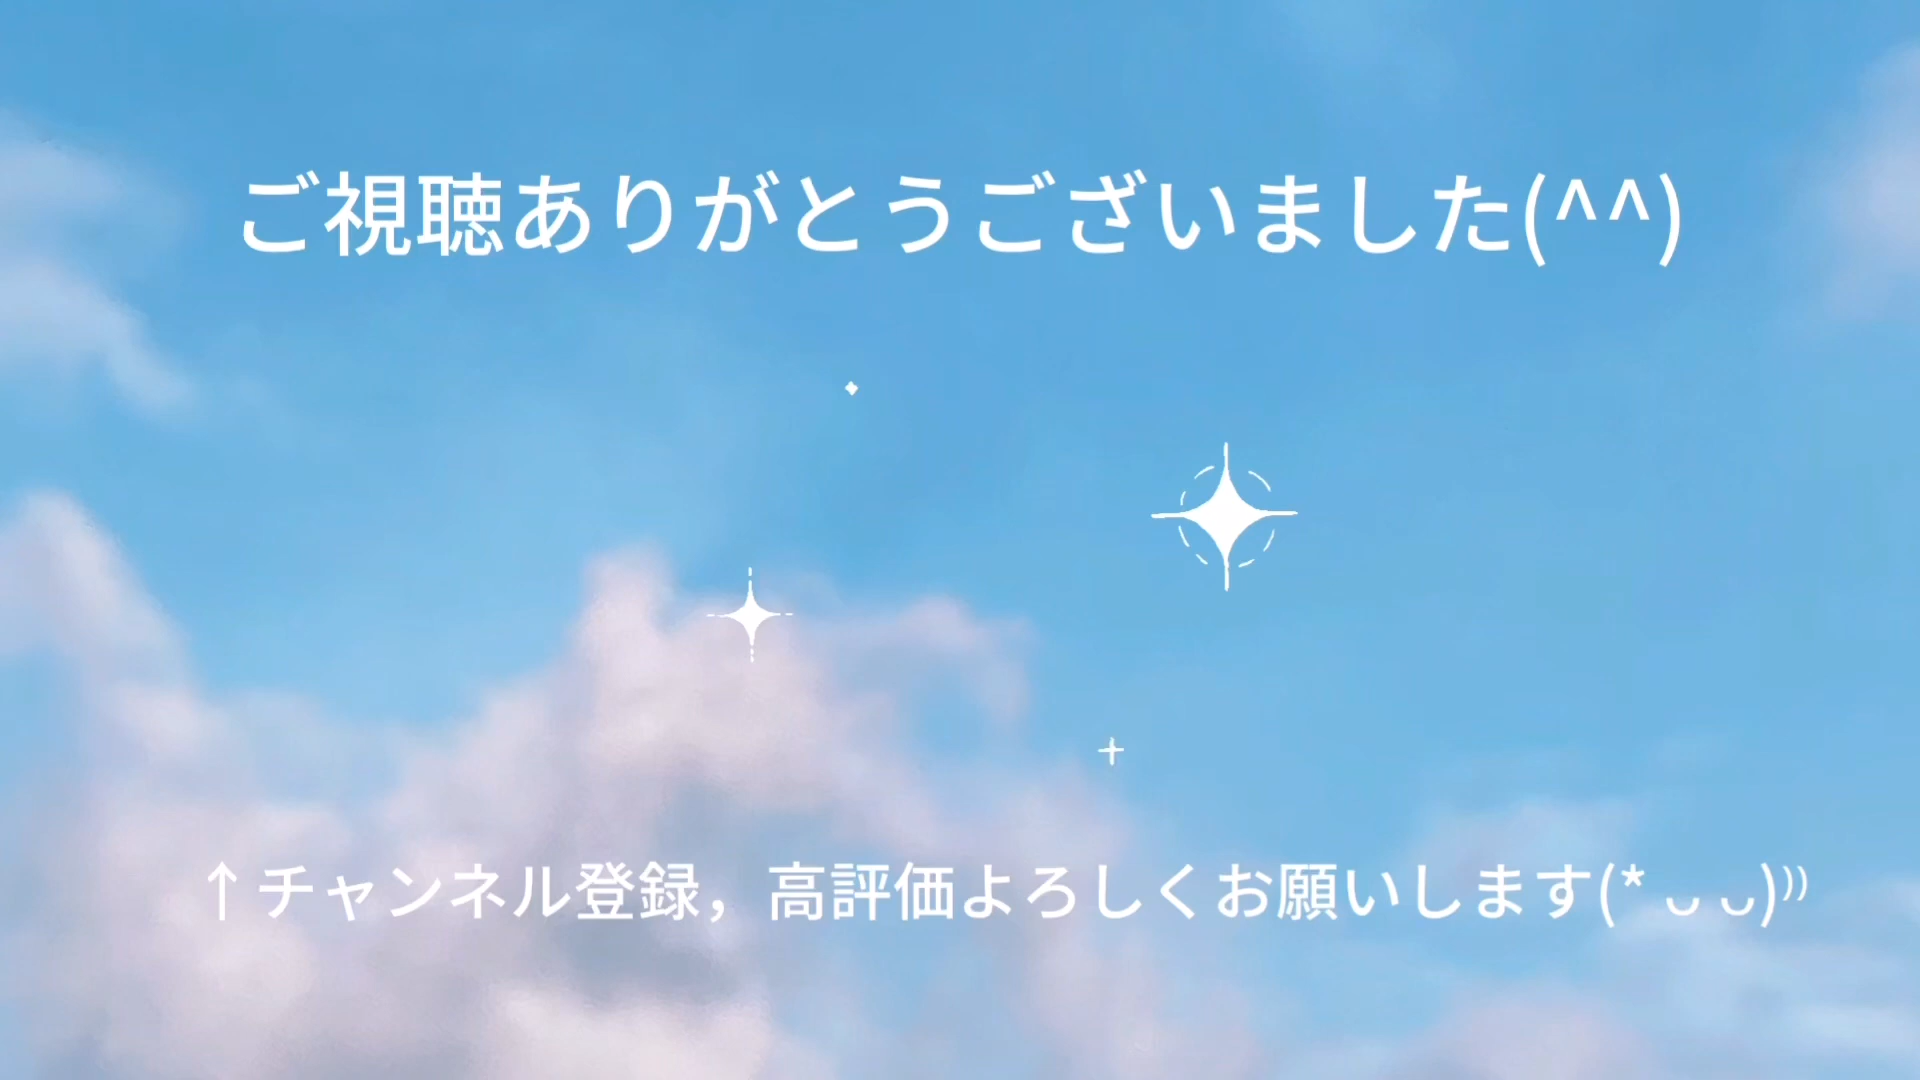 ご視聴ありがとうございました(^^)
↑チャンネル登録，高評価よろしくお願いします(* ᴗ ᴗ)⁾⁾